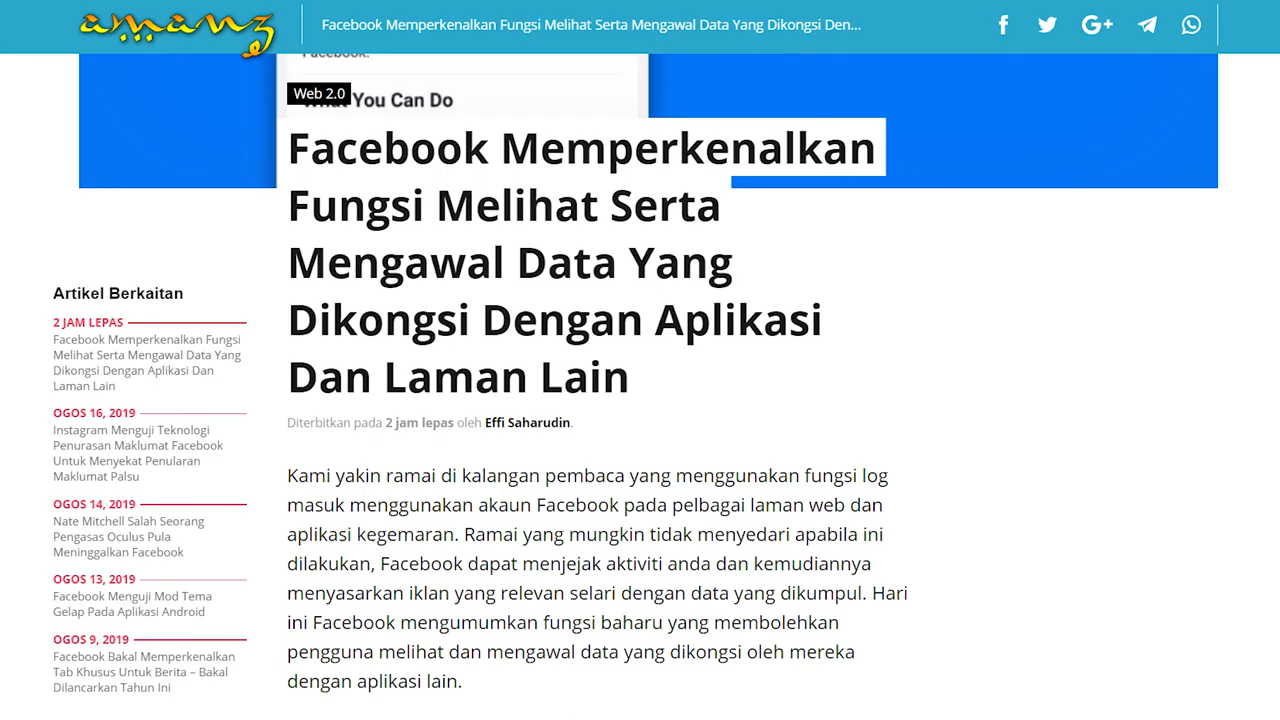 amanz
Facebook Memperkenalkan Fungsi Melihat Serta Mengawal Data Yang Dikongsi Den...
Facebook.
Web 2.0
What You Can Do
Facebook Memperkenalkan
Fungsi Melihat Serta
Mengawal Data Yang
Dikongsi Dengan Aplikasi
Dan Laman Lain
Diterbitkan pada 2 jam lepas oleh Effi Saharudin.
Artikel Berkaitan
2 JAM LEPAS
Facebook Memperkenalkan Fungsi
Melihat Serta Mengawal Data Yang
Dikongsi Dengan Aplikasi Dan
Laman Lain
OGOS 16, 2019
Instagram Menguji Teknologi
Penurasan Maklumat Facebook
Untuk Menyekat Penularan
Maklumat Palsu
OGOS 14, 2019
Nate Mitchell Salah Seorang
Pengasas Oculus Pula
Meninggalkan Facebook
OGOS 13, 2019
Facebook Menguji Mod Tema
Gelap Pada Aplikasi Android
OGOS 9, 2019
Facebook Bakal Memperkenalkan
Tab Khusus Untuk Berita – Bakal
Dilancarkan Tahun Ini
Kami yakin ramai di kalangan pembaca yang menggunakan fungsi log
masuk menggunakan akaun Facebook pada pelbagai laman web dan
aplikasi kegemaran. Ramai yang mungkin tidak menyedari apabila ini
dilakukan, Facebook dapat menjejak aktiviti anda dan kemudiannya
menyasarkan iklan yang relevan selari dengan data yang dikumpul. Hari
ini Facebook mengumumkan fungsi baharu yang membolehkan
pengguna melihat dan mengawal data yang dikongsi oleh mereka
dengan aplikasi lain.